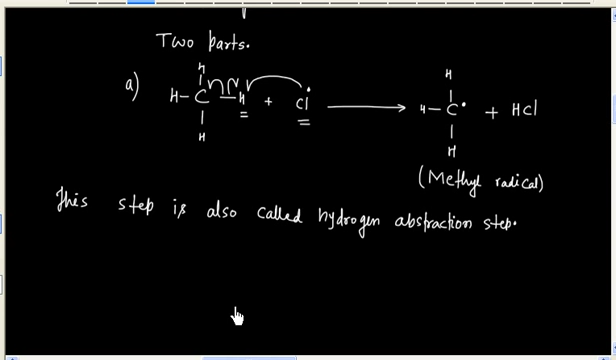 Two parts.
a)
H
H - C - H + Cl• → H - C• + HCl
H
H
H
(Methyl radical)
This step is also called hydrogen abstraction step.